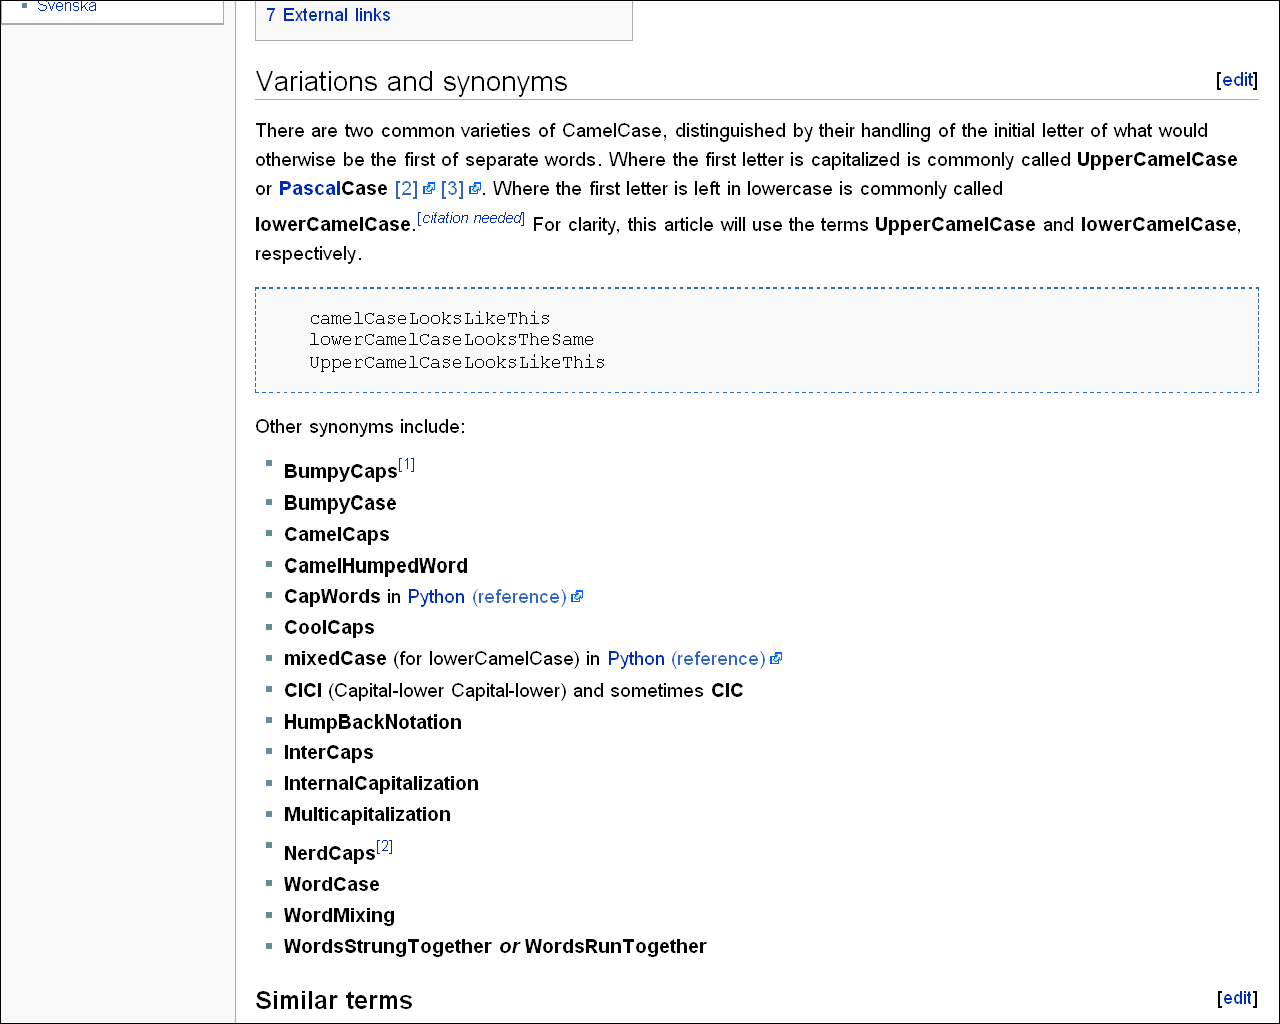 Svenska
7 External links
Variations and synonyms [edit]
There are two common varieties of CamelCase, distinguished by their handling of the initial letter of what would
otherwise be the first of separate words. Where the first letter is capitalized is commonly called UpperCamelCase
or PascalCase [2] [3]. Where the first letter is left in lowercase is commonly called
lowerCamelCase.[citation needed] For clarity, this article will use the terms UpperCamelCase and lowerCamelCase,
respectively.
camelCaseLooksLikeThis
lowerCamelCaseLooksTheSame
UpperCamelCaseLooksLikeThis
Other synonyms include:
BumpyCaps[1]
BumpyCase
CamelCaps
CamelHumpedWord
CapWords in Python (reference)
CoolCaps
mixedCase (for lowerCamelCase) in Python (reference)
ClCl (Capital-lower Capital-lower) and sometimes ClC
HumpBackNotation
InterCaps
InternalCapitalization
Multicapitalization
NerdCaps[2]
WordCase
WordMixing
WordsStrungTogether or WordsRunTogether
Similar terms [edit]